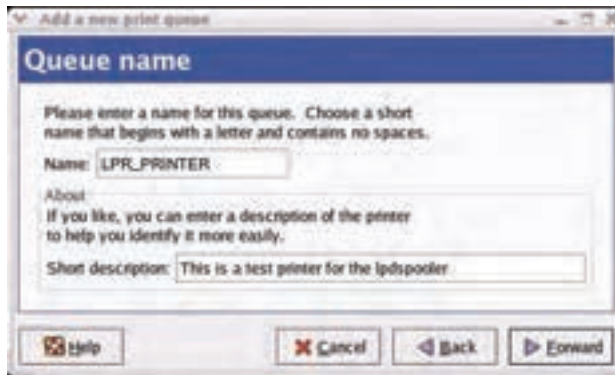 Add a new print queue
Queue name
Please enter a name for this queue. Choose a short
name that begins with a letter and contains no spaces.
Name: LPR_PRINTER
About
If you like, you can enter a description of the printer
to help you identify it more easily.
Short description: This is a test printer for the lpdspooler
Help Cancel Back Forward